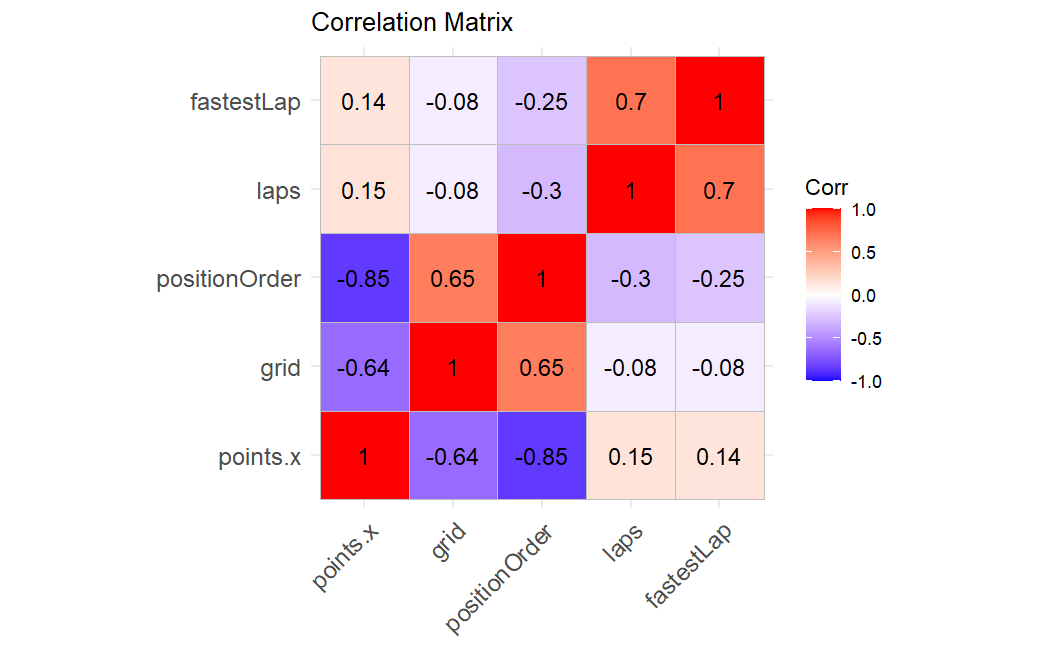 Correlation Matrix
fastestLap 0.14 -0.08 -0.25 0.7 1
laps 0.15 -0.08 -0.3 1 0.7
positionOrder -0.85 0.65 1 -0.3 -0.25
grid -0.64 1 0.65 -0.08 -0.08
points.x 1 -0.64 -0.85 0.15 0.14
points.x grid positionOrder laps fastestLap
Corr
1.0
0.5
0.0
-0.5
-1.0